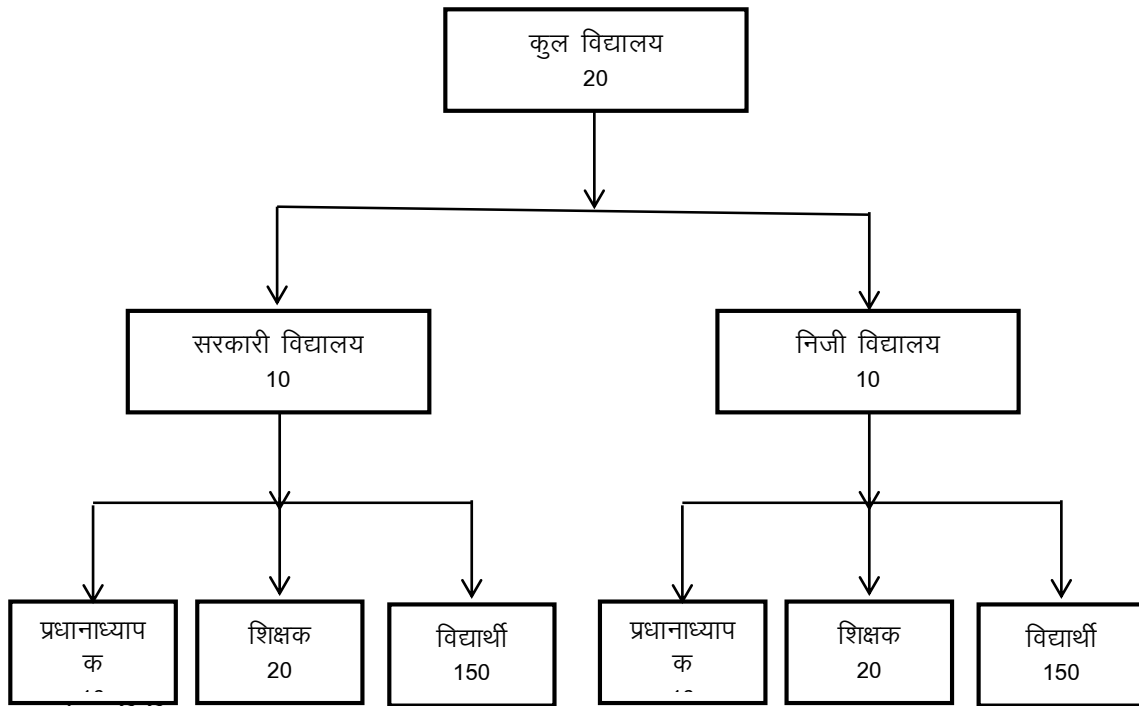 कुल विद्यालय
20
सरकारी विद्यालय
10
निजी विद्यालय
10
प्रधानाध्याप
क
शिक्षक
20
विद्यार्थी
150
प्रधानाध्याप
क
शिक्षक
20
विद्यार्थी
150